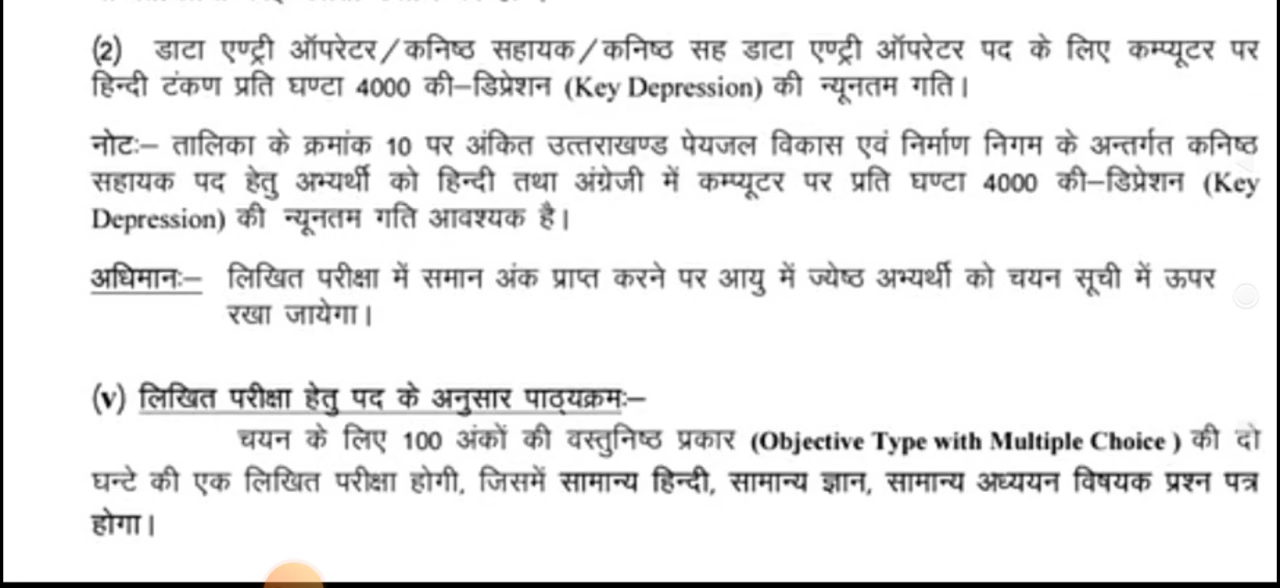 (2) डाटा एण्ट्री ऑपरेटर/कनिष्ठ सहायक/कनिष्ठ सह डाटा एण्ट्री ऑपरेटर पद के लिए कम्प्यूटर पर
हिन्दी टंकण प्रति घण्टा 4000 की–डिप्रेशन (Key Depression) की न्यूनतम गति।
नोटः– तालिका के क्रमांक 10 पर अंकित उत्तराखण्ड पेयजल विकास एवं निर्माण निगम के अन्तर्गत कनिष्ठ
सहायक पद हेतु अभ्यर्थी को हिन्दी तथा अंग्रेजी में कम्प्यूटर पर प्रति घण्टा 4000 की–डिप्रेशन (Key
Depression) की न्यूनतम गति आवश्यक है।
अधिमानः– लिखित परीक्षा में समान अंक प्राप्त करने पर आयु में ज्येष्ठ अभ्यर्थी को चयन सूची में ऊपर
रखा जायेगा।
(v) लिखित परीक्षा हेतु पद के अनुसार पाठ्यक्रमः–
चयन के लिए 100 अंकों की वस्तुनिष्ठ प्रकार (Objective Type with Multiple Choice ) की दो
घन्टे की एक लिखित परीक्षा होगी, जिसमें सामान्य हिन्दी, सामान्य ज्ञान, सामान्य अध्ययन विषयक प्रश्न पत्र
होगा।